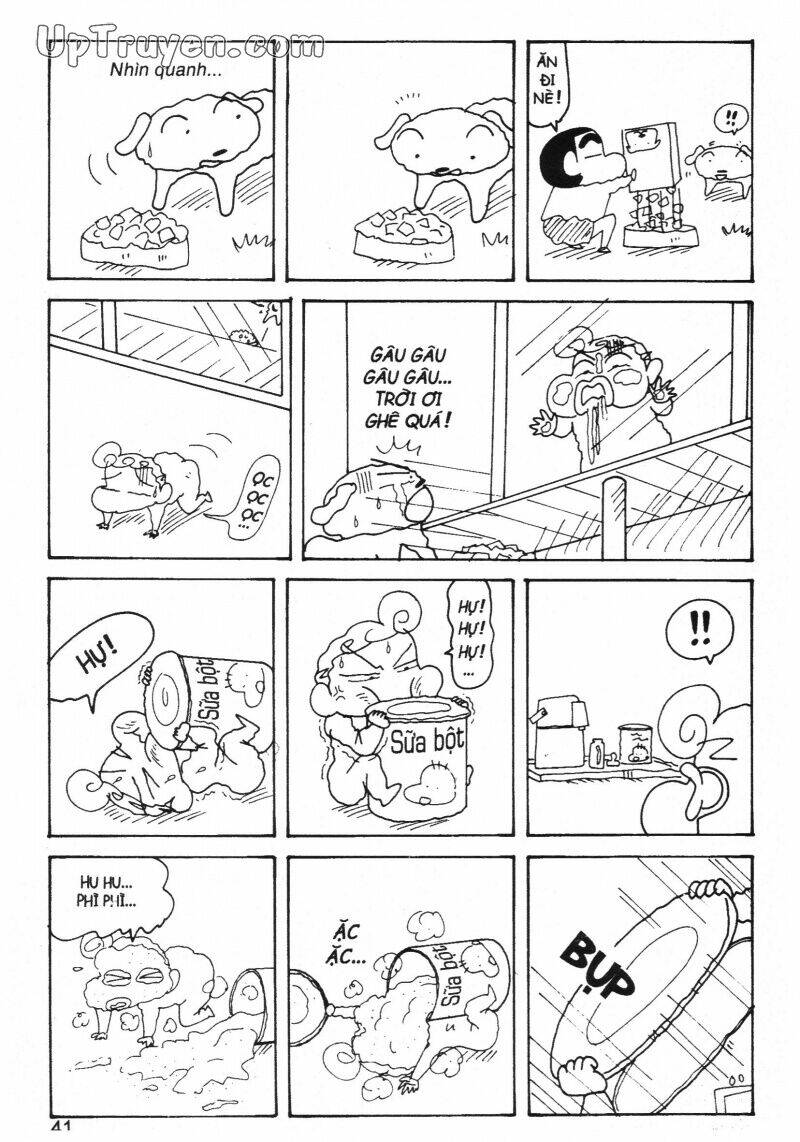 UpTruyen.com
ĂN
ĐI
NÈ!
!!
Nhìn quanh...
GÂU GÂU
GÂU GÂU...
TRỜI ƠI
GHÊ QUÁ!
ỌC
ỌC
ỌC
...
!!
HỰ!
HỰ!
HỰ!
...
Sữa bột
HỰ!
Sữa bột
BỤP
ẶC
ẶC...
Sữa bột
HU HU...
PHÌ PHÌ...
41